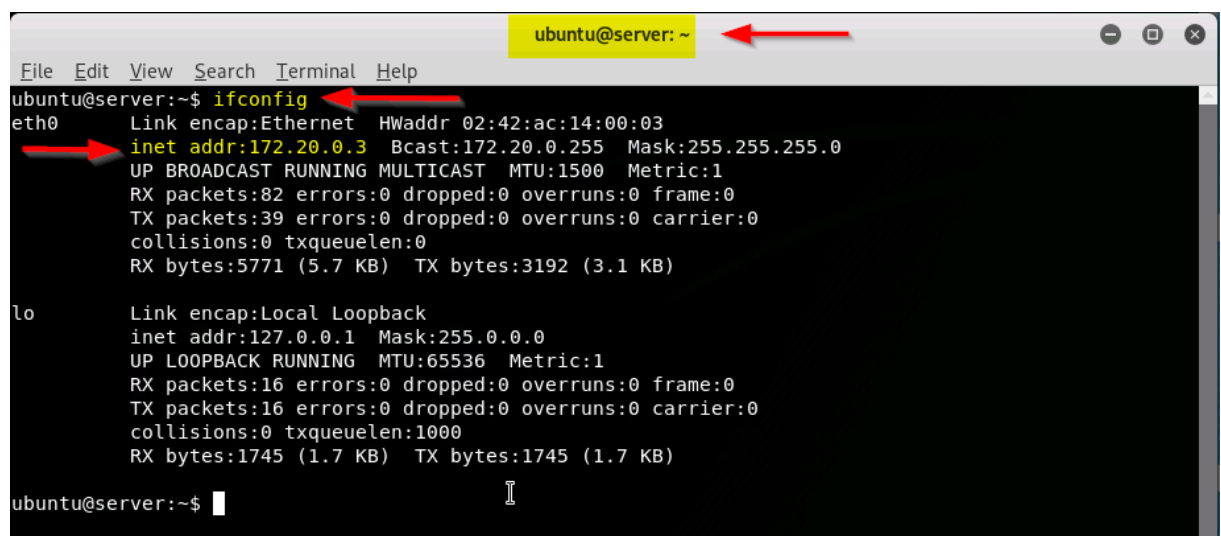 ubuntu@server: ~
File Edit View Search Terminal Help
ubuntu@server:~$ ifconfig
eth0 Link encap:Ethernet HWaddr 02:42:ac:14:00:03
inet addr:172.20.0.3 Bcast:172.20.0.255 Mask:255.255.255.0
UP BROADCAST RUNNING MULTICAST MTU:1500 Metric:1
RX packets:82 errors:0 dropped:0 overruns:0 frame:0
TX packets:39 errors:0 dropped:0 overruns:0 carrier:0
collisions:0 txqueuelen:0
RX bytes:5771 (5.7 KB) TX bytes:3192 (3.1 KB)
lo Link encap:Local Loopback
inet addr:127.0.0.1 Mask:255.0.0.0
UP LOOPBACK RUNNING MTU:65536 Metric:1
RX packets:16 errors:0 dropped:0 overruns:0 frame:0
TX packets:16 errors:0 dropped:0 overruns:0 carrier:0
collisions:0 txqueuelen:1000
RX bytes:1745 (1.7 KB) TX bytes:1745 (1.7 KB)
ubuntu@server:~$